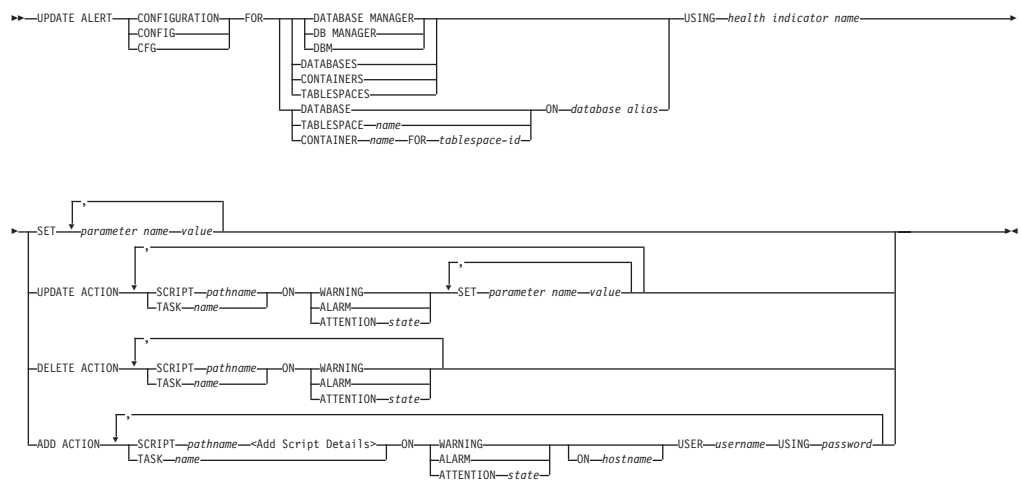 UPDATE ALERT CONFIGURATION FOR DATABASE MANAGER USING health indicator name
CONFIG DB MANAGER
CFG DBM
DATABASES
CONTAINERS
TABLESPACES
DATABASE ON database alias
TABLESPACE name
CONTAINER name FOR tablespace-id
,
SET parameter name value
,
,
UPDATE ACTION SCRIPT pathname ON WARNING SET parameter name value
TASK name ALARM
ATTENTION state
,
DELETE ACTION SCRIPT pathname ON WARNING
TASK name ALARM
ATTENTION state
,
ADD ACTION SCRIPT pathname <Add Script Details> ON WARNING USER username USING password
TASK name ALARM ON hostname
ATTENTION state